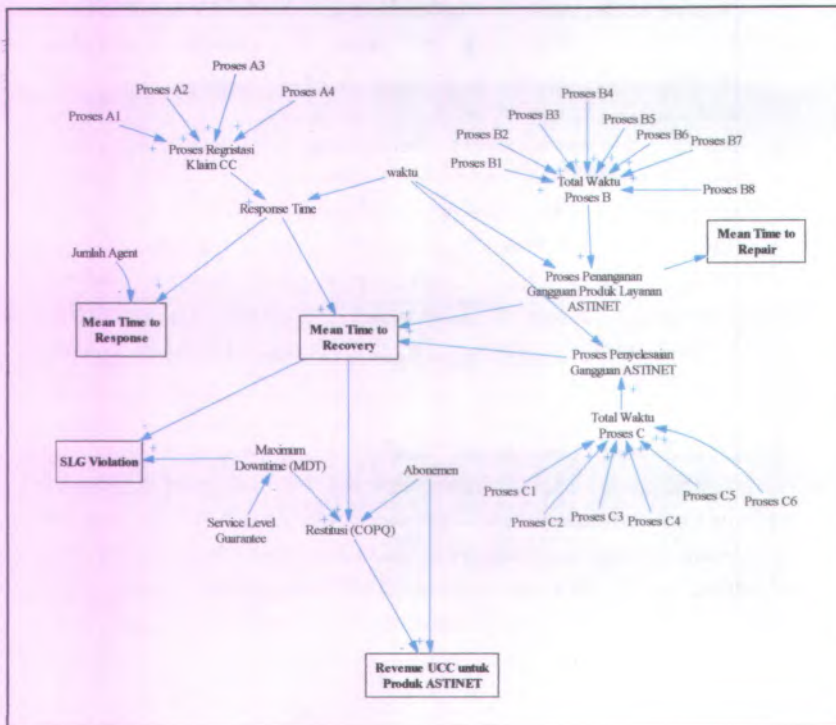 Proses A3
Proses A2
Proses A4
Proses A1
Proses Regristasi
Klaim CC
Response Time
waktu
Proses B4
Proses B3
Proses B5
Proses B2
Proses B6
Proses B7
Proses B1
Total Waktu
Proses B
Proses B8
Mean Time to
Repair
Jumlah Agent
Proses Penanganan
Gangguan Produk Layanan
ASTINET
Mean Time to
Response
Mean Time to
Recovery
Proses Penyelesaian
Gangguan ASTINET
Total Waktu
Proses C
SLG Violation
Maximum
Downtime (MDT)
Abonemen
Proses C1
Proses C2
Proses C3
Proses C4
Proses C5
Proses C6
Service Level
Guarantee
Restitusi (COPQ)
Revenue UCC untuk
Produk ASTINET